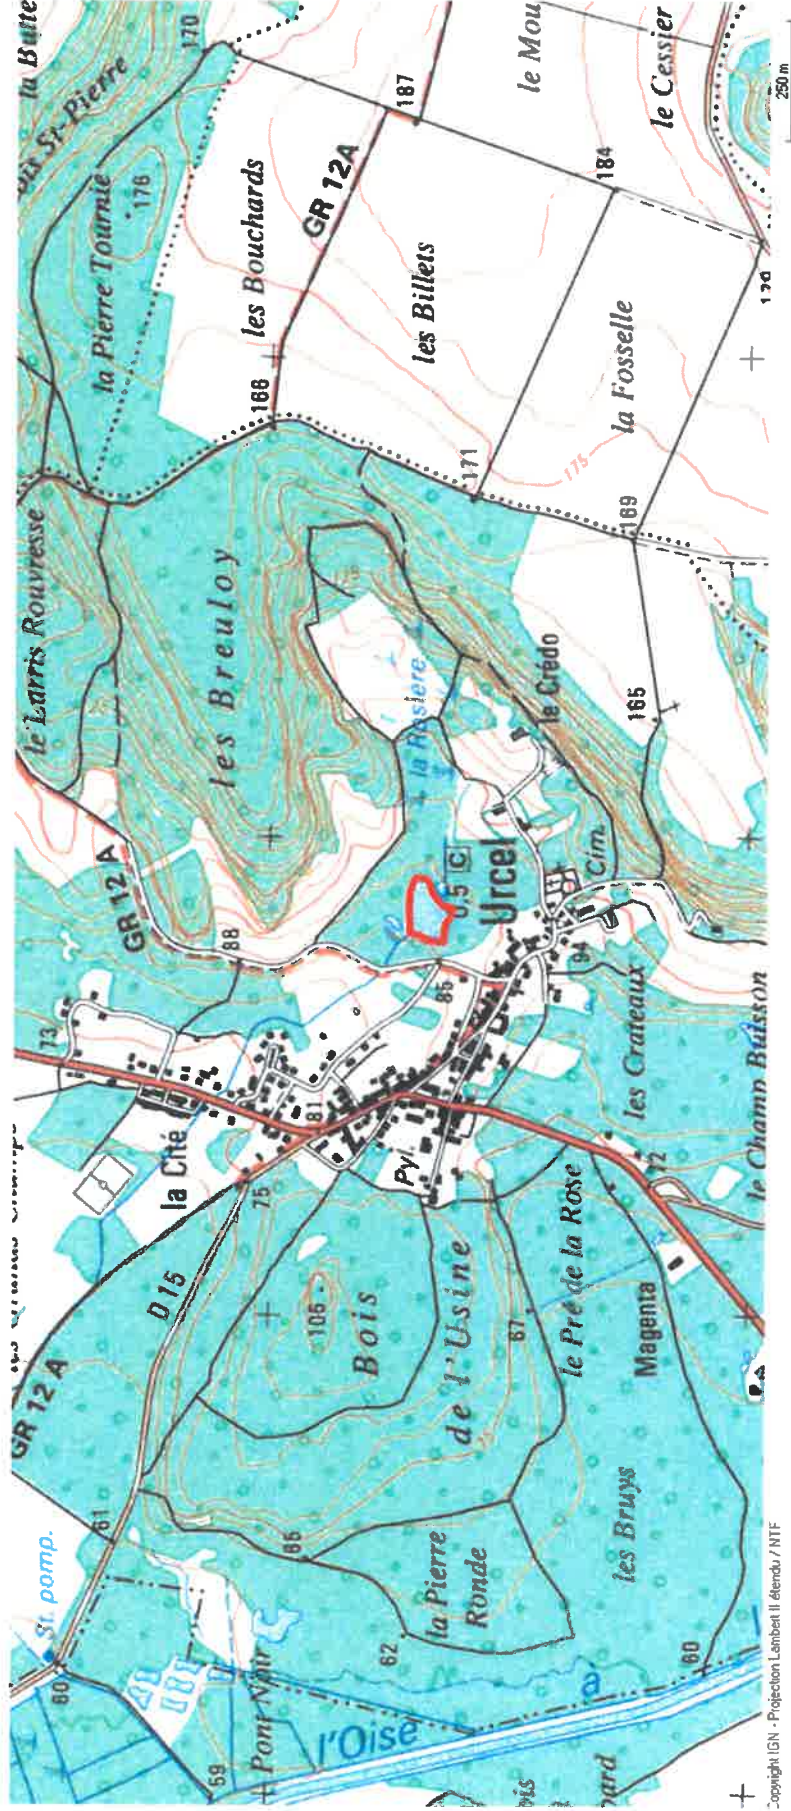 la Butte
170
St-Pierre
la Pierre Tournie
176
les Bouchards
GR 12A
187
le Mou
le Cessier
184
les Billets
la Fosselle
166
171
175
169
le Larris Rouvresse
les Breuloy
la Rosière
le Crédo
165
GR 12 A
88
0,5 C
Urcel
Cim.
94
85
les Crateaux
le Champ Buisson
73
la Cité
81
75
Pyl.
72
D 15
105
Bois
de l'Usine
67
le Pré de la Rose
Magenta
GR 12 A
61
65
la Pierre
Ronde
les Bruys
St. pomp.
60
62
60
59
Pont Noir
l'Oise
à
250 m
Copyright IGN - Projection Lambert II étendu / NTF